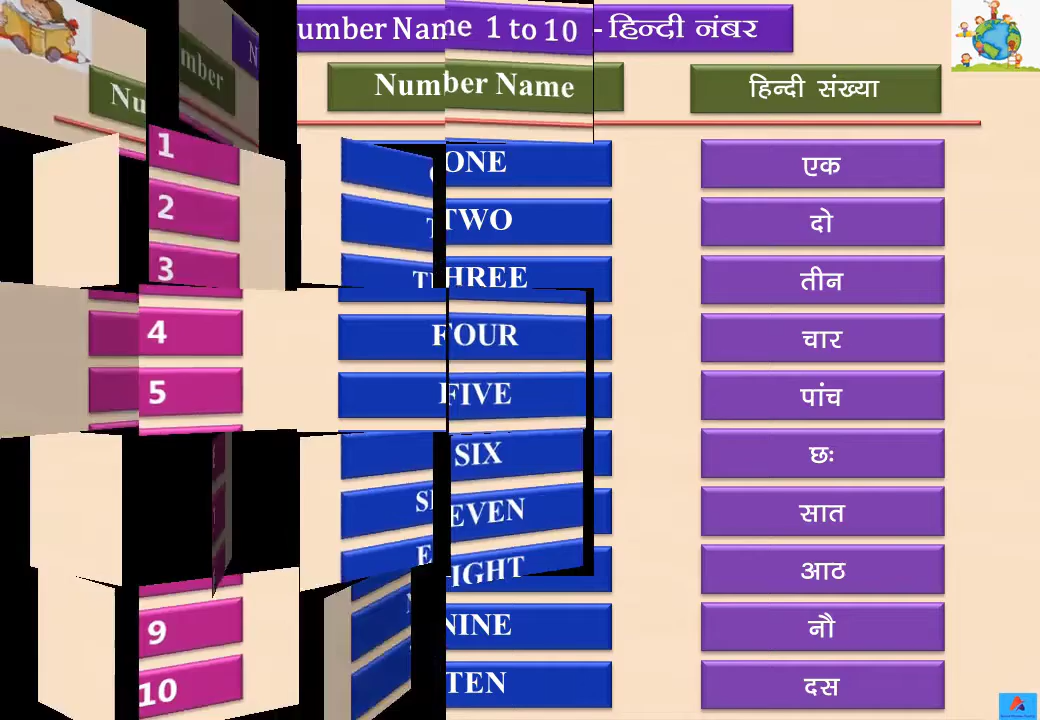 umber Name 1 to 10 - हिन्दी नंबर
Number Name हिन्दी संख्या
1 ONE एक
2 TWO दो
3 THREE तीन
4 FOUR चार
5 FIVE पांच
SIX छः
SEVEN सात
EIGHT आठ
9 NINE नौ
10 TEN दस